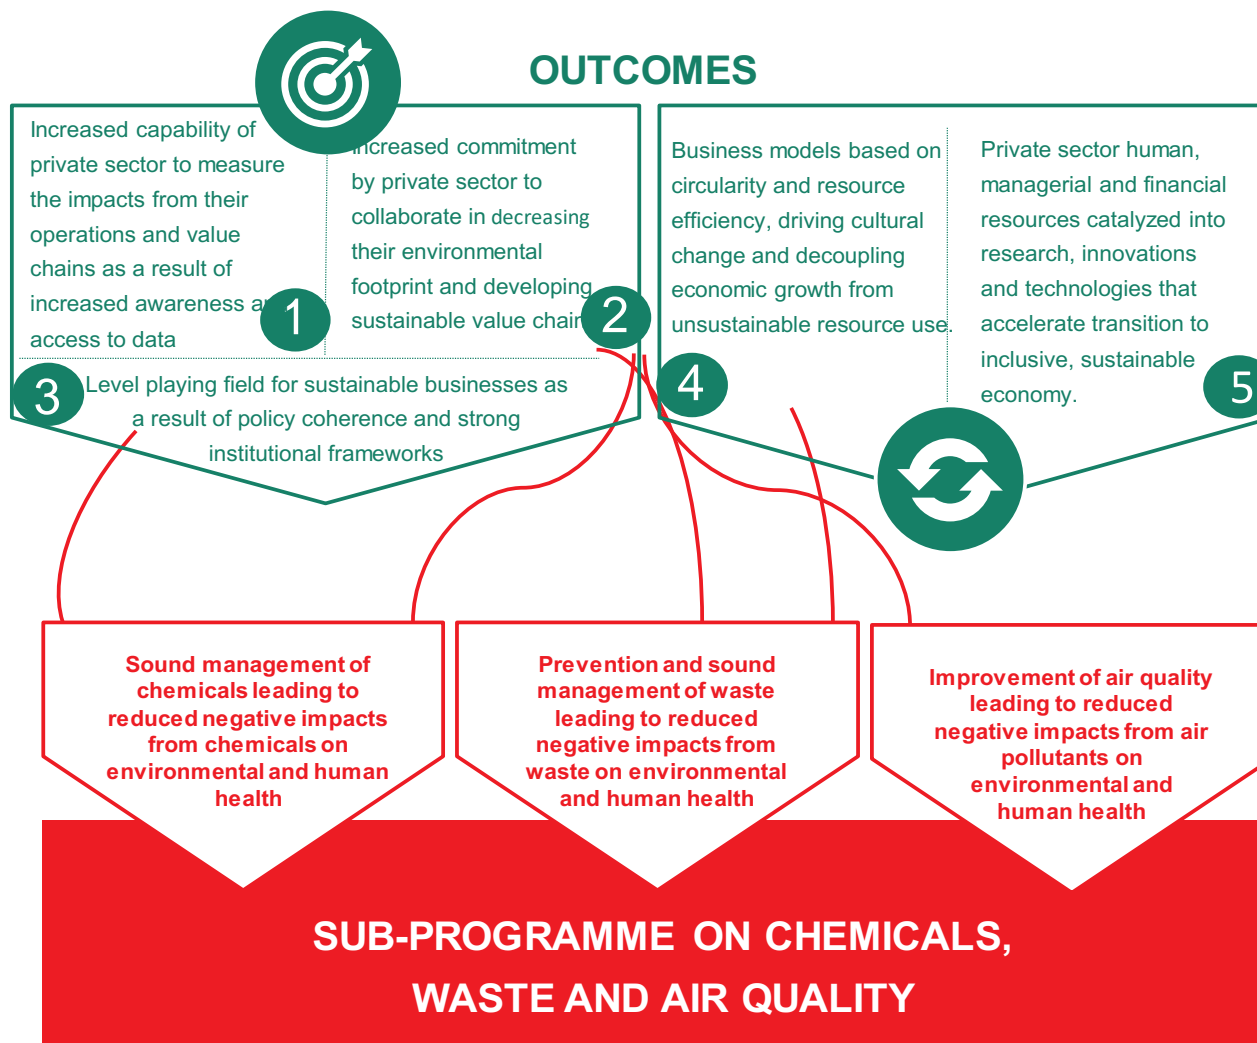 OUTCOMES
Increased capability of
private sector to measure
the impacts from their
operations and value
chains as a result of
increased awareness
access to data
1
increased commitment
by private sector to
collaborate in decreasing
their environmental
footprint and developing
sustainable value chain
2
3
Level playing field for sustainable businesses as
a result of policy coherence and strong
institutional frameworks
Business models based on
circularity and resource
efficiency, driving cultural
change and decoupling
economic growth from
unsustainable resource use.
4
Private sector human,
managerial and financial
resources catalyzed into
research, innovations
and technologies that
accelerate transition to
inclusive, sustainable
economy.
5
Sound management of
chemicals leading to
reduced negative impacts
from chemicals on
environmental and human
health
Prevention and sound
management of waste
leading to reduced
negative impacts from
waste on environmental
and human health
Improvement of air quality
leading to reduced
negative impacts from air
pollutants on
environmental and
human health
SUB-PROGRAMME ON CHEMICALS,
WASTE AND AIR QUALITY